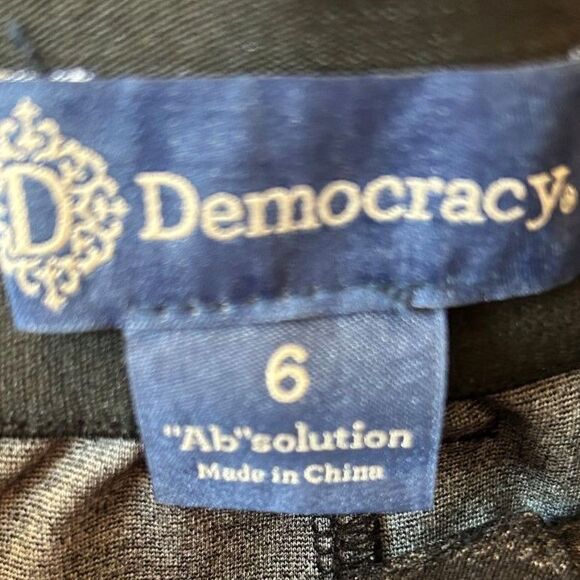 D Democracy®
6
"Ab"solution
Made in China